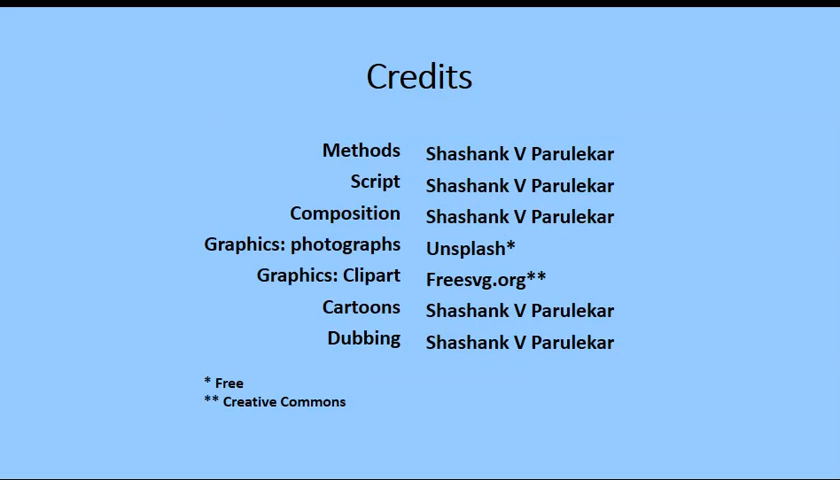 Credits
Methods Shashank V Parulekar
Script Shashank V Parulekar
Composition Shashank V Parulekar
Graphics: photographs Unsplash*
Graphics: Clipart Freesvg.org**
Cartoons Shashank V Parulekar
Dubbing Shashank V Parulekar
* Free
** Creative Commons